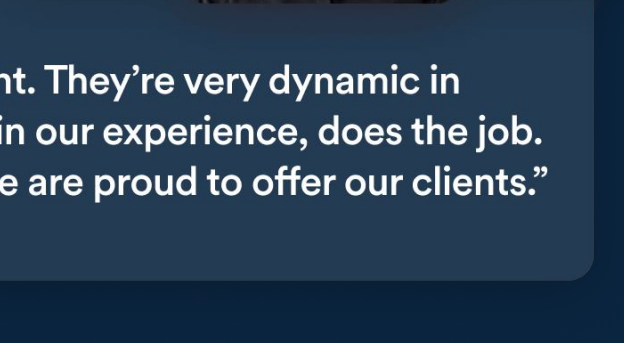 nt. They’re very dynamic in
in our experience, does the job.
e are proud to offer our clients.”